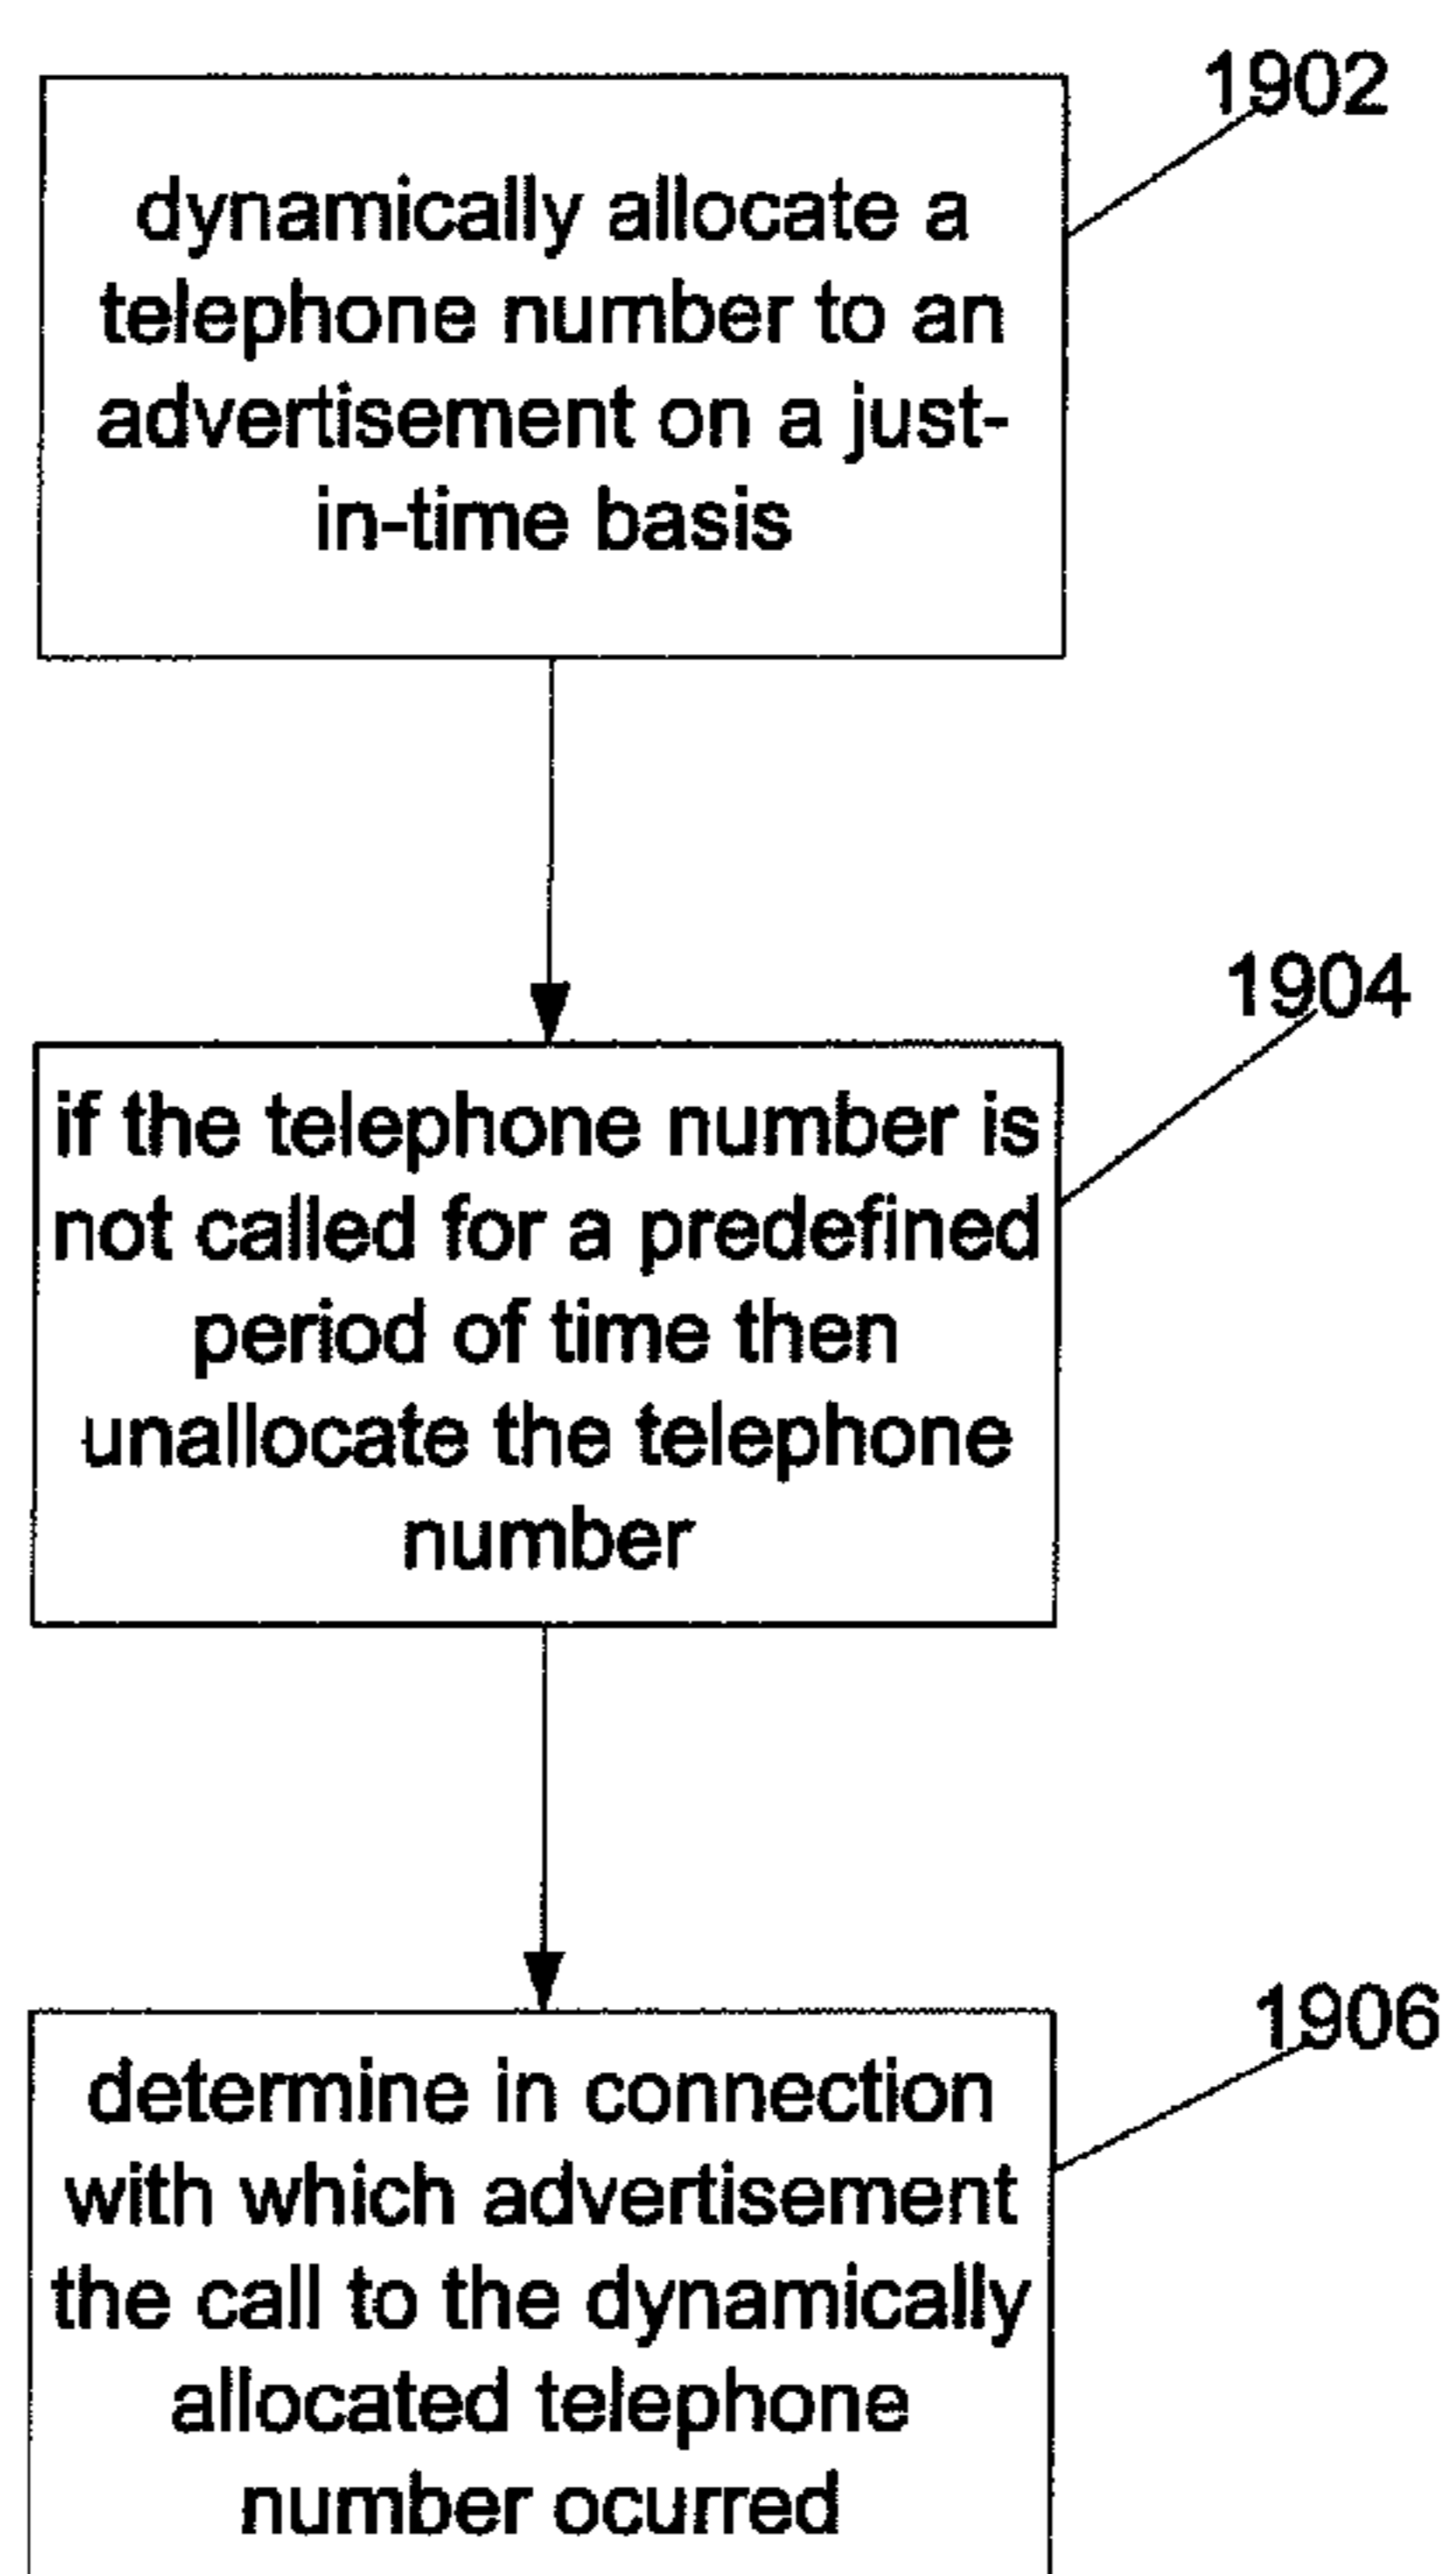 1902
dynamically allocate a
telephone number to an
advertisement on a just-
in-time basis
1904
if the telephone number is
not called for a predefined
period of time then
unallocate the telephone
number
1906
determine in connection
with which advertisement
the call to the dynamically
allocated telephone
number ocurred